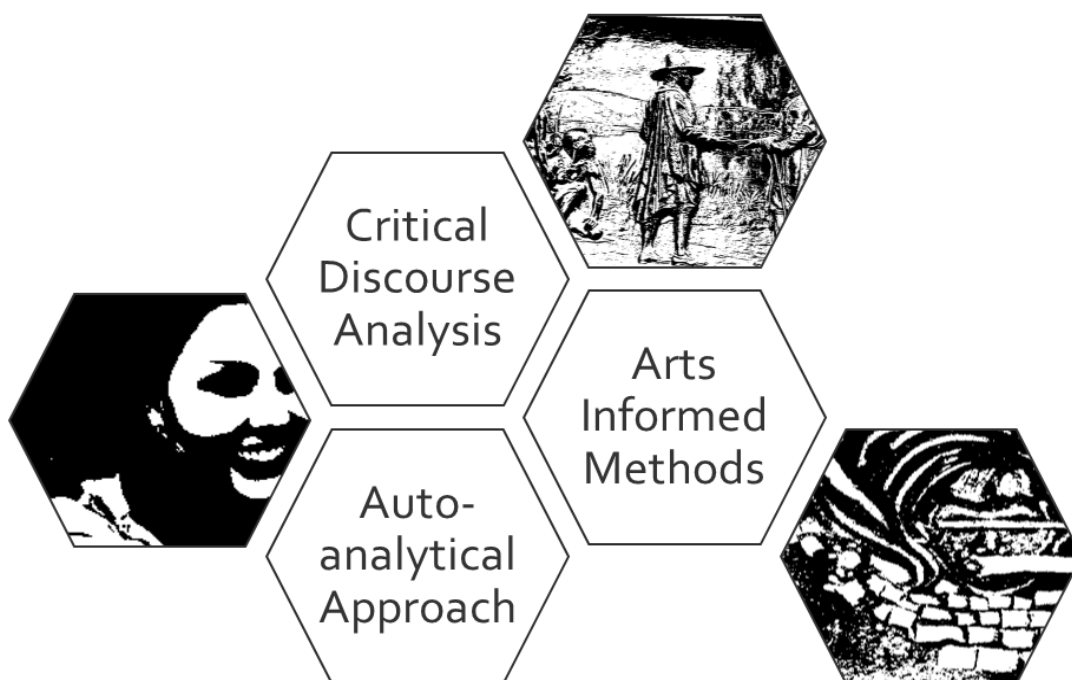 Critical
Discourse
Analysis
Arts
Informed
Methods
Auto-
analytical
Approach